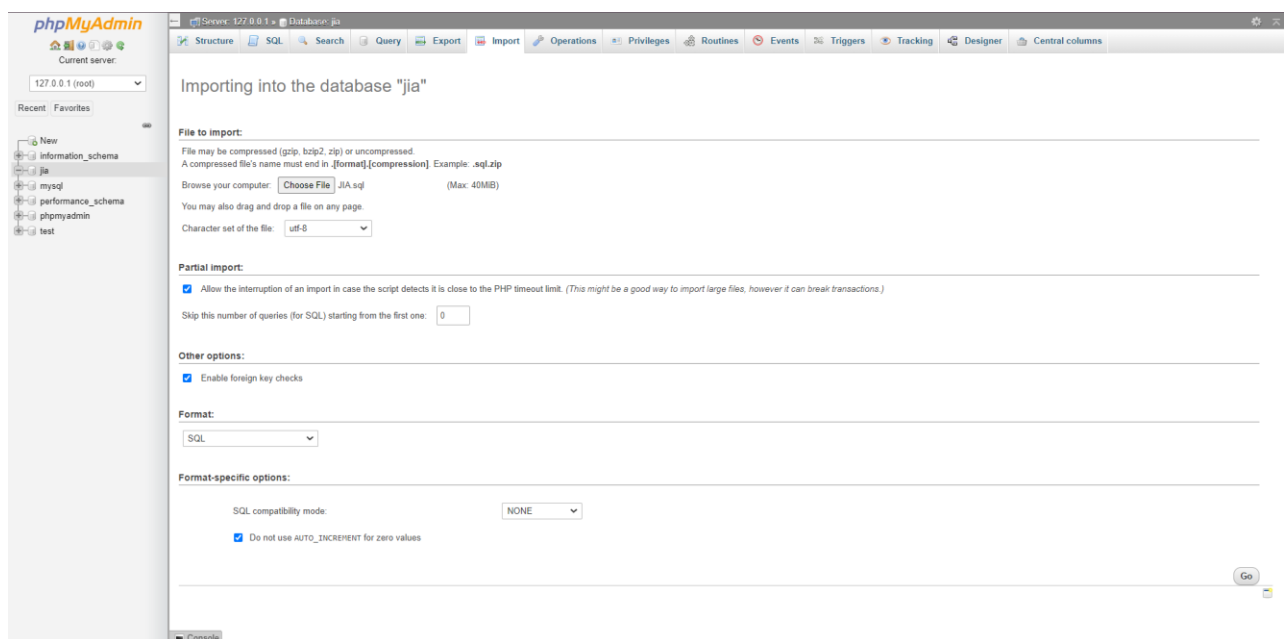 phpMyAdmin
Current server:
127.0.0.1 (root)
Recent Favorites
New
information_schema
jia
mysql
performance_schema
phpmyadmin
test
Server: 127.0.0.1 » Database: jia
Structure SQL Search Query Export Import Operations Privileges Routines Events Triggers Tracking Designer Central columns
Importing into the database "jia"
File to import:
File may be compressed (gzip, bzip2, zip) or uncompressed.
A compressed file's name must end in .[format].[compression]. Example: .sql.zip
Browse your computer: Choose File JIA.sql (Max: 40MiB)
You may also drag and drop a file on any page.
Character set of the file: utf-8
Partial import:
Allow the interruption of an import in case the script detects it is close to the PHP timeout limit. (This might be a good way to import large files, however it can break transactions.)
Skip this number of queries (for SQL) starting from the first one: 0
Other options:
Enable foreign key checks
Format:
SQL
Format-specific options:
SQL compatibility mode: NONE
Do not use AUTO_INCREMENT for zero values
Go
Console